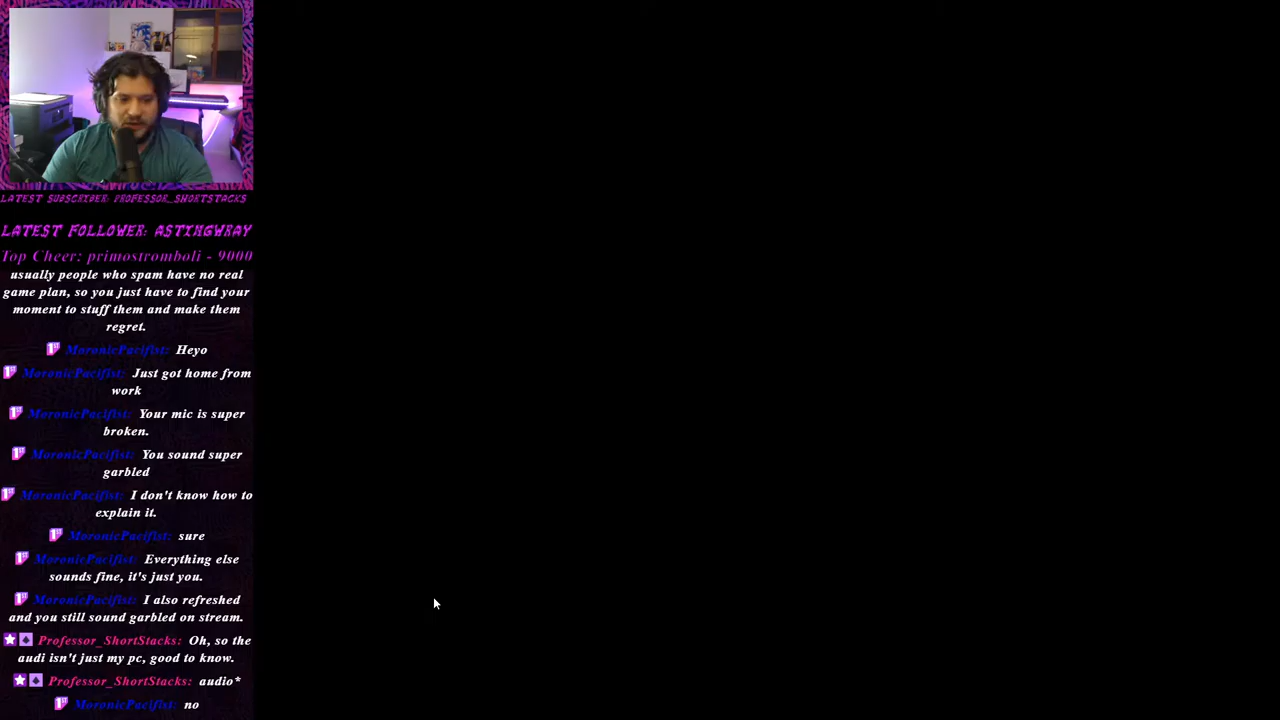 LATEST SUBSCRIBER: PROFESSOR_SHORTSTACKS
LATEST FOLLOWER: ASTINGWRAY
Top Cheer: primostromboli - 9000
usually people who spam have no real
game plan, so you just have to find your
moment to stuff them and make them
regret.
MoronicPacifist: Heyo
MoronicPacifist: Just got home from
work
MoronicPacifist: Your mic is super
broken.
MoronicPacifist: You sound super
garbled
MoronicPacifist: I don't know how to
explain it.
MoronicPacifist: sure
MoronicPacifist: Everything else
sounds fine, it's just you.
MoronicPacifist: I also refreshed
and you still sound garbled on stream.
Professor_ShortStacks: Oh, so the
audi isn't just my pc, good to know.
Professor_ShortStacks: audio*
MoronicPacifist: no